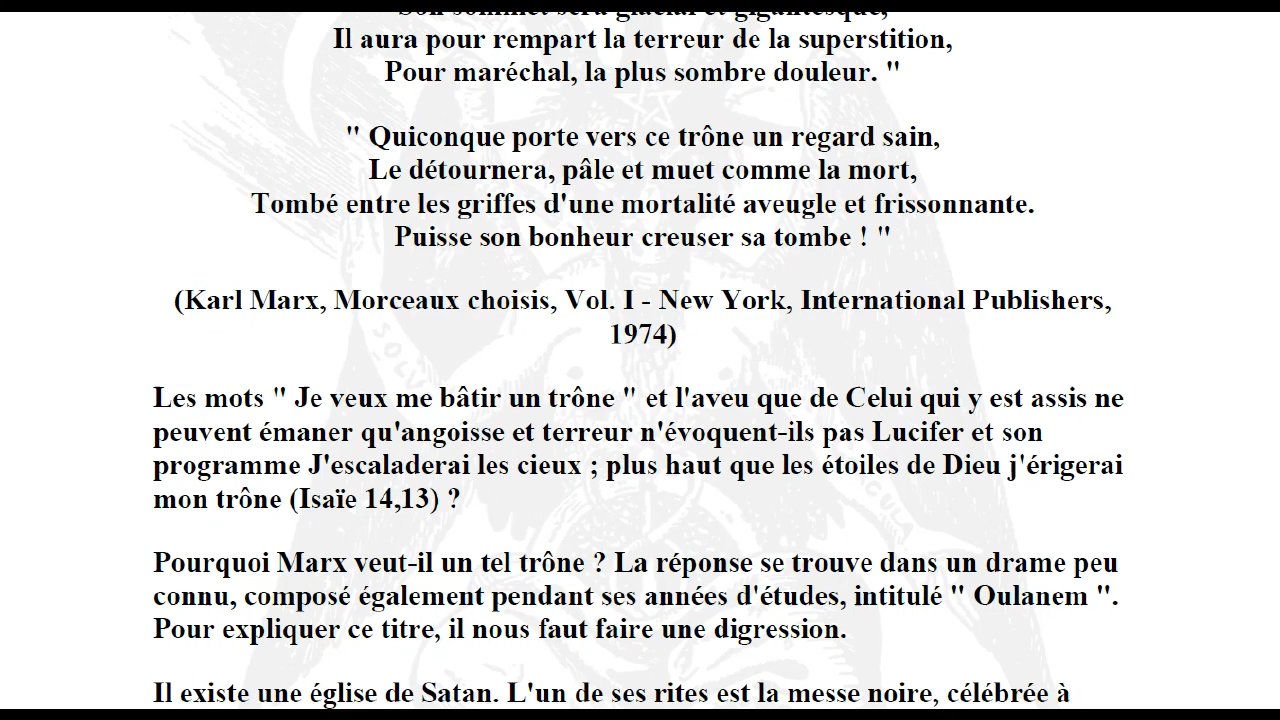 Son sommet sera glacial et gigantesque,
Il aura pour rempart la terreur de la superstition,
Pour maréchal, la plus sombre douleur. "
" Quiconque porte vers ce trône un regard sain,
Le détournera, pâle et muet comme la mort,
Tombé entre les griffes d'une mortalité aveugle et frissonnante.
Puisse son bonheur creuser sa tombe ! "
(Karl Marx, Morceaux choisis, Vol. I - New York, International Publishers,
1974)
Les mots " Je veux me bâtir un trône " et l'aveu que de Celui qui y est assis ne
peuvent émaner qu'angoisse et terreur n'évoquent-ils pas Lucifer et son
programme J'escaladerai les cieux ; plus haut que les étoiles de Dieu j'érigerai
mon trône (Isaïe 14,13) ?
Pourquoi Marx veut-il un tel trône ? La réponse se trouve dans un drame peu
connu, composé également pendant ses années d'études, intitulé " Oulanem ".
Pour expliquer ce titre, il nous faut faire une digression.
Il existe une église de Satan. L'un de ses rites est la messe noire, célébrée à